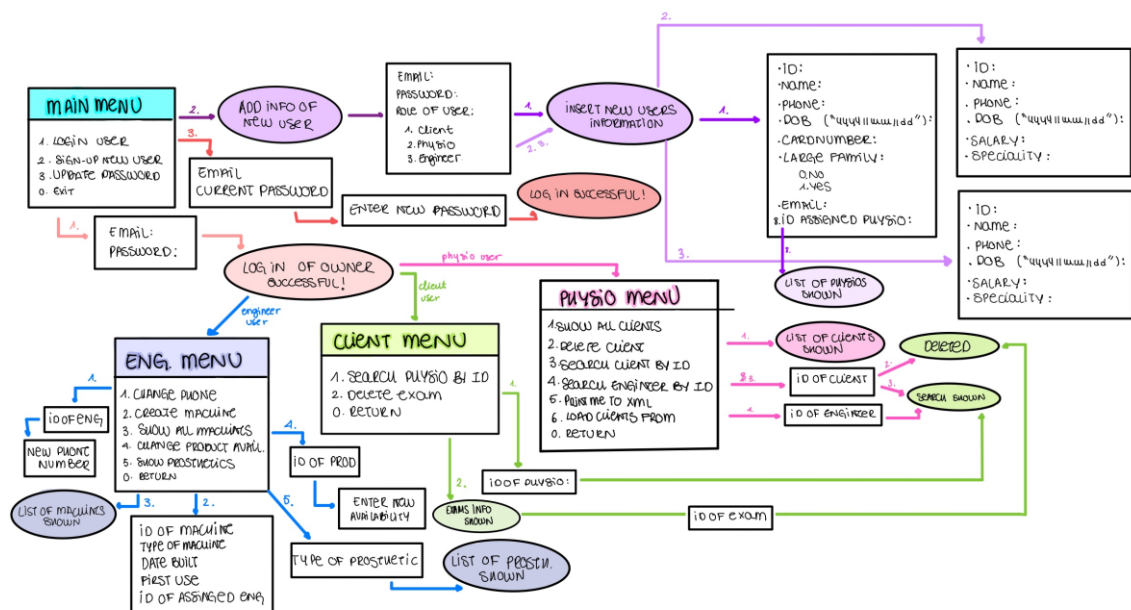 MAIN MENU
1. LOGIN USER
2. SIGN-UP NEW USER
3. UPDATE PASSWORD
0. EXIT
2.
ADD INFO OF
NEW USER
EMAIL:
PASSWORD:
ROLE OF USER:
1. Client
2. Physio
3. Engineer
1.
2. 3.
INSERT NEW USERS
INFORMATION
2.
1.
3.
·ID:
·NAME:
·PHONE:
·DOB ("yyyy//mm//dd"):
·CARDNUMBER:
·LARGE FAMILY:
0.NO
1.YES
·EMAIL:
2.ID ASSIGNED PHYSIO:
2.
LIST OF PHYSIOS
SHOWN
·ID:
·NAME:
·PHONE:
·DOB ("yyyy//mm//dd"):
·SALARY:
·SPECIALITY:
·ID:
·NAME:
·PHONE:
·DOB ("yyyy//mm//dd"):
·SALARY:
·SPECIALITY:
3.
EMAIL
CURRENT PASSWORD
ENTER NEW PASSWORD
LOG IN SUCCESSFUL!
1.
EMAIL:
PASSWORD:
LOG IN OF OWNER
SUCCESSFUL!
physio user
client
user
engineer
user
PHYSIO MENU
1.SHOW ALL CLIENTS
2.DELETE CLIENT
3.SEARCH CLIENT BY ID
4.SEARCH ENGINEER BY ID
5.PRINT ME TO XML
6. LOAD CLIENTS FROM
0. RETURN
1.
LIST OF CLIENTS
SHOWN
3.
ID OF CLIENT
2.
3.
DELETED
SEARCH SHOWN
1.
ID OF ENGINEER
CLIENT MENU
1. SEARCH PHYSIO BY ID
2. Delete exam
0. RETURN
1.
ID OF PHYSIO:
2.
EXAMS INFO
SHOWN
ID OF EXAM
ENG. MENU
1. CHANGE PHONE
2. CREATE MACHINE
3. SHOW ALL MACHINES
4. CHANGE PRODUCT AVAIL.
5. SHOW PROSTHETICS
0. RETURN
1.
ID OF ENG
NEW PHONE
NUMBER
3.
LIST OF MACHINES
SHOWN
2.
ID OF MACHINE
TYPE OF MACHINE
DATE BUILT
FIRST USE
ID OF ASSINGED ENG
4.
ID OF PROD
ENTER NEW
AVAILABILITY
5.
TYPE OF PROSTHETIC
LIST OF PROSTH.
SHOWN